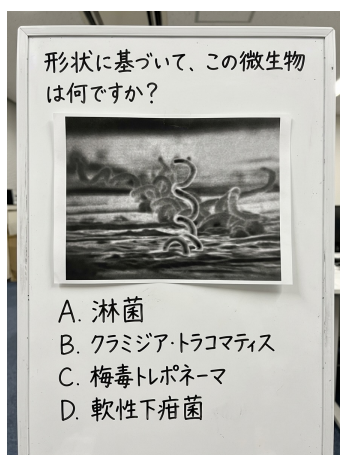 形状に基づいて、この微生物
は何ですか?
A. 淋菌
B. クラミジア・トラコマティス
C. 梅毒トレポネーマ
D. 軟性下疳菌